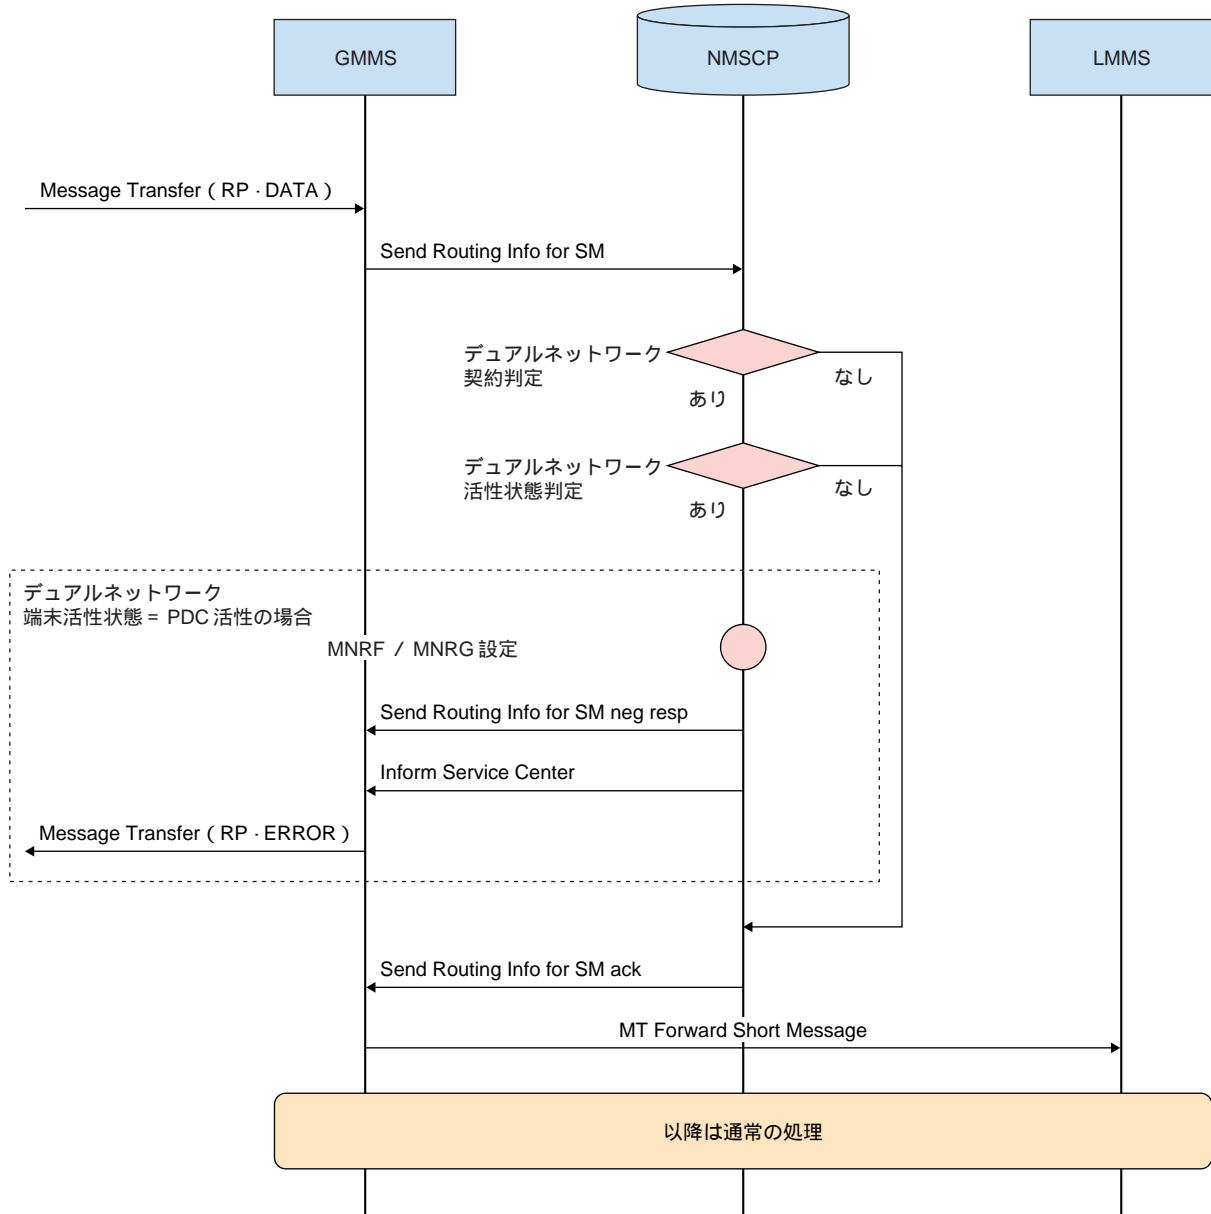 GMMS
NMSCP
LMMS
Message Transfer ( RP · DATA )
Send Routing Info for SM
デュアルネットワーク
契約判定
なし
あり
デュアルネットワーク
活性状態判定
なし
あり
デュアルネットワーク
端末活性状態 = PDC 活性の場合
MNRF / MNRG 設定
Send Routing Info for SM neg resp
Inform Service Center
Message Transfer ( RP · ERROR )
Send Routing Info for SM ack
MT Forward Short Message
以降は通常の処理